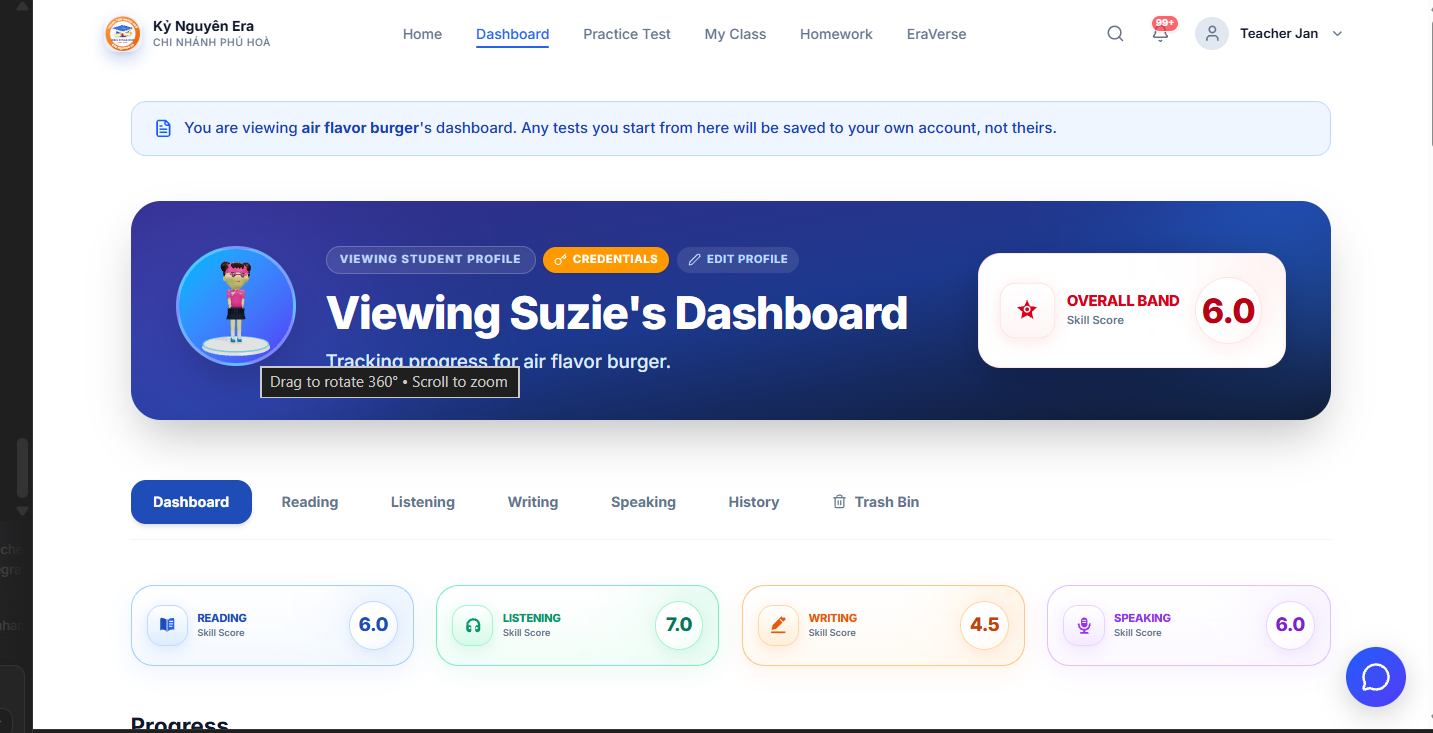 Kỷ Nguyên Era
CHI NHÁNH PHÚ HOÀ
Home
Dashboard
Practice Test
My Class
Homework
EraVerse
99+
Teacher Jan
You are viewing air flavor burger's dashboard. Any tests you start from here will be saved to your own account, not theirs.
VIEWING STUDENT PROFILE
CREDENTIALS
EDIT PROFILE
Viewing Suzie's Dashboard
Tracking progress for air flavor burger.
Drag to rotate 360° • Scroll to zoom
OVERALL BAND
Skill Score
6.0
Dashboard
Reading
Listening
Writing
Speaking
History
Trash Bin
READING
Skill Score
6.0
LISTENING
Skill Score
7.0
WRITING
Skill Score
4.5
SPEAKING
Skill Score
6.0
Progress